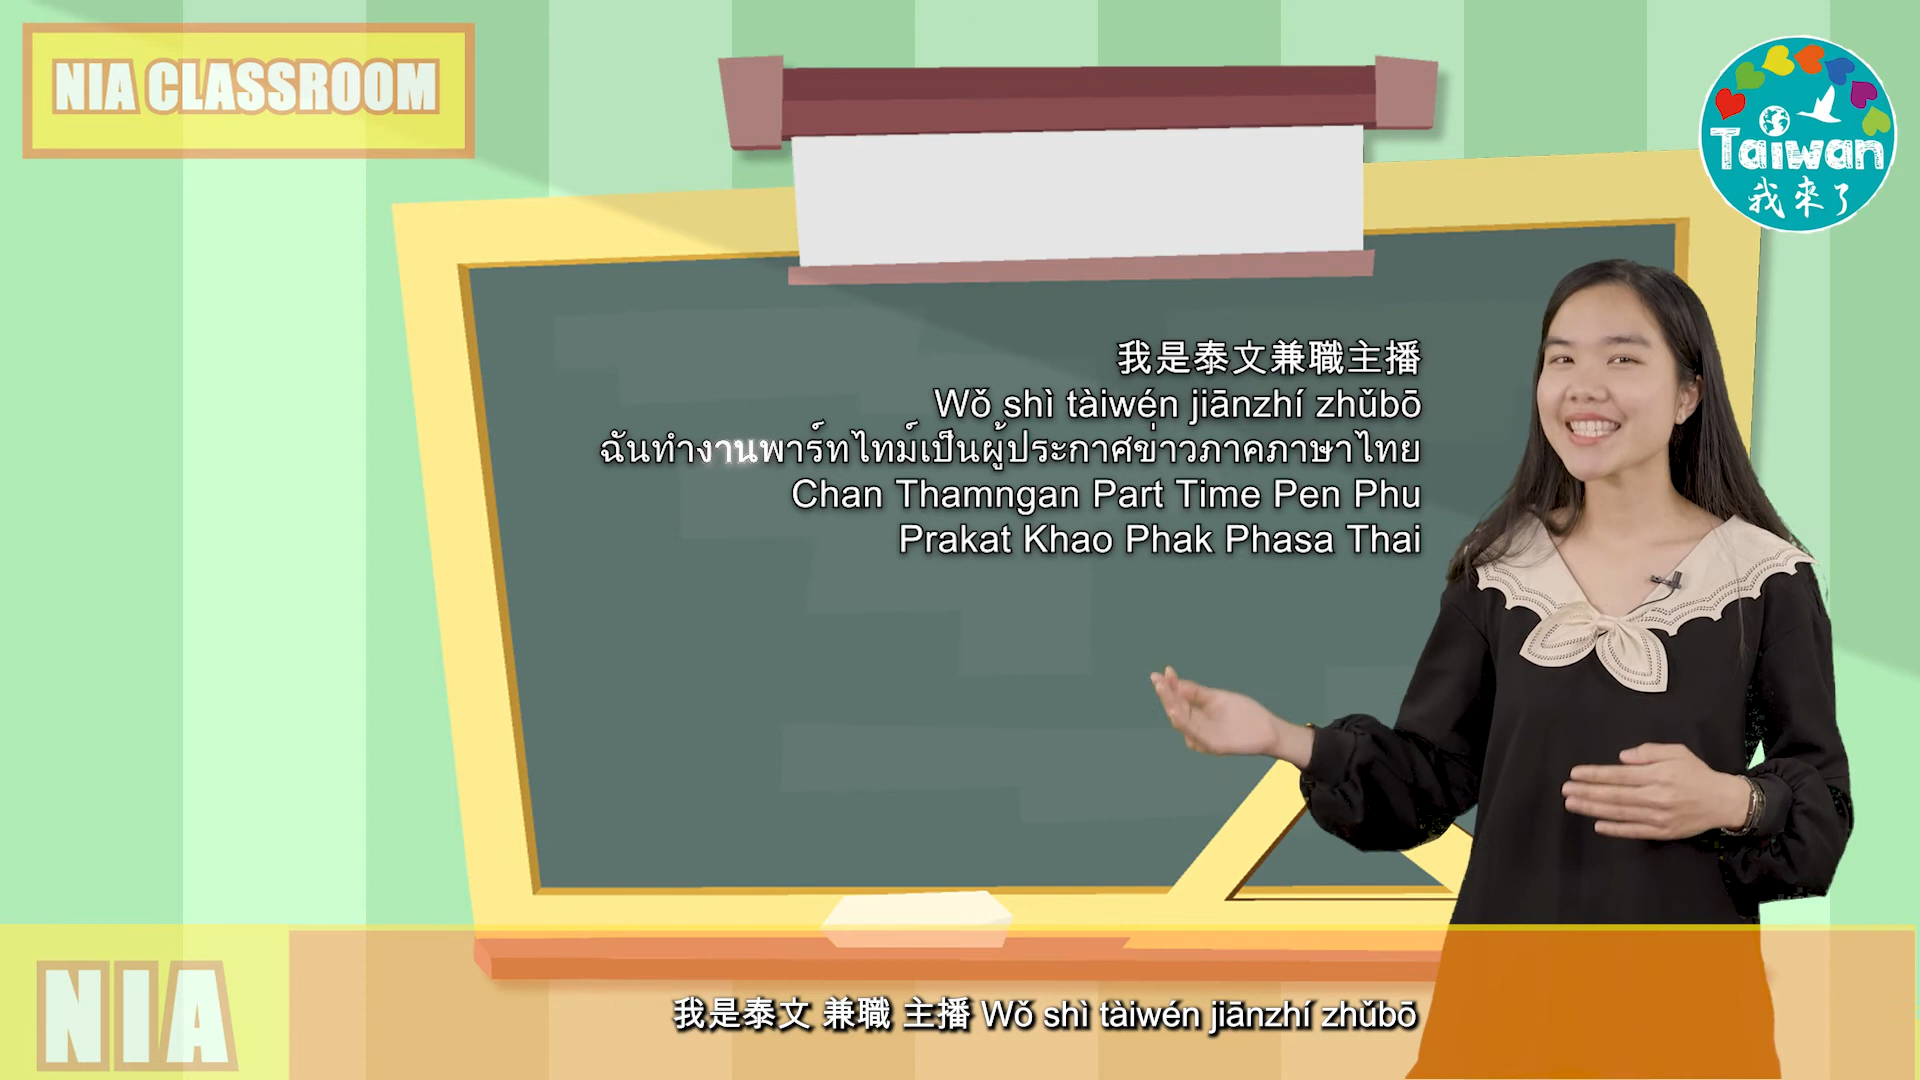 NIA CLASSROOM
Taiwan
我來了
我是泰文兼職主播
Wǒ shì tàiwén jiānzhí zhǔbō
ฉันทำงานพาร์ทไทม์เป็นผู้ประกาศข่าวภาคภาษาไทย
Chan Thamngan Part Time Pen Phu
Prakat Khao Phak Phasa Thai
NIA
我是泰文 兼職 主播 Wǒ shì tàiwén jiānzhí zhǔbō